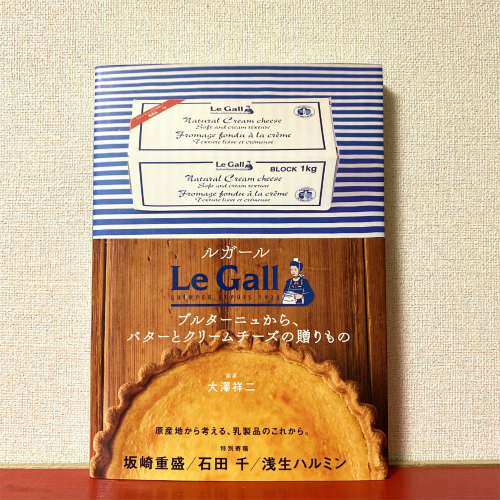 Le Gall
Natural Cream cheese
Soft and cream texture
Fromage fondu à la crème
Texture lisse et crémeuse
Le Gall
BLOCK 1kg
Natural Cream cheese
Soft and cream texture
Fromage fondu à la crème
Texture lisse et crémeuse
ルガール
Le Gall
QUIMPER DEPUIS 1923
ブルターニュから、
バターとクリームチーズの贈りもの
編著
大澤祥二
原産地から考える、乳製品のこれから。
特別寄稿
坂崎重盛/石田 千/浅生ハルミン